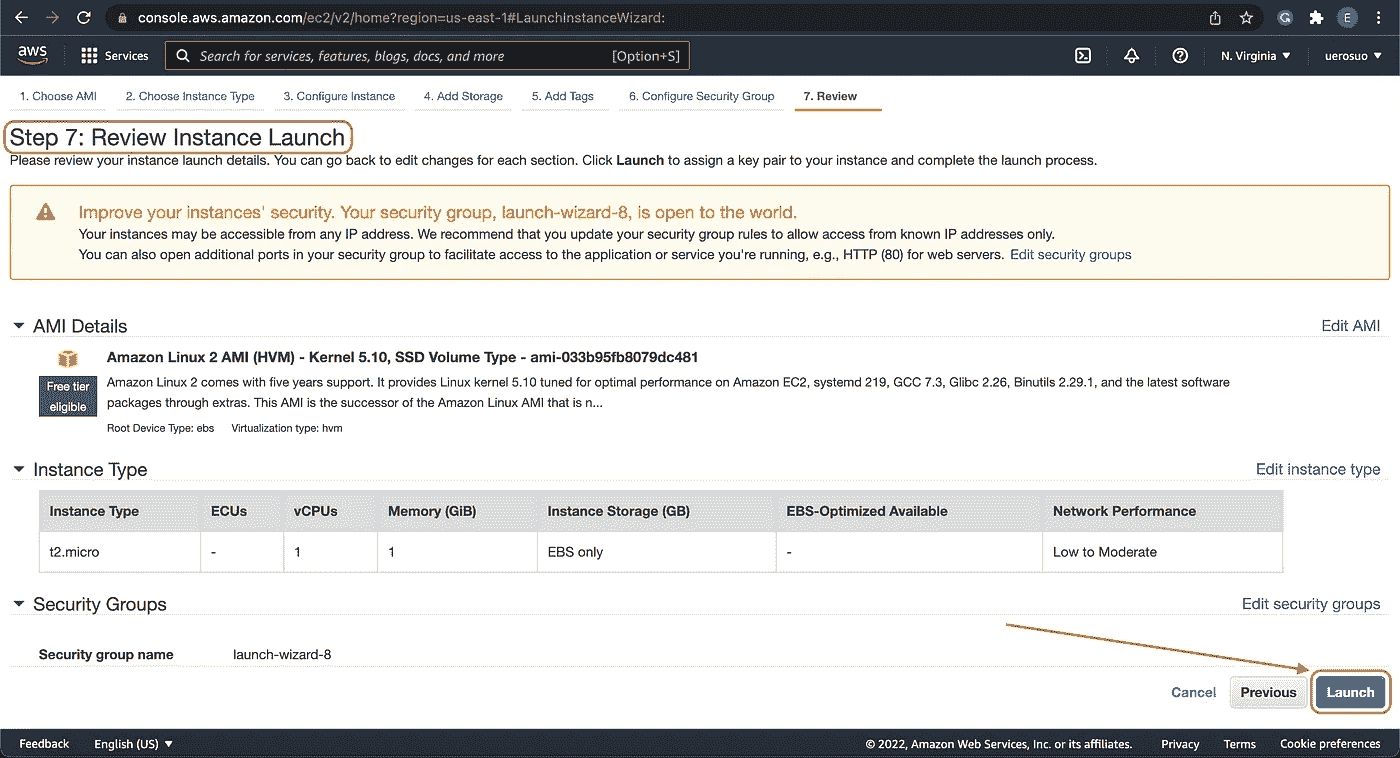 console.aws.amazon.com/ec2/v2/home?region=us-east-1#LaunchInstanceWizard:
G
E
aws
Services
Search for services, features, blogs, docs, and more
[Option+S]
N. Virginia
uerosuo
1. Choose AMI
2. Choose Instance Type
3. Configure Instance
4. Add Storage
5. Add Tags
6. Configure Security Group
7. Review
Step 7: Review Instance Launch
Please review your instance launch details. You can go back to edit changes for each section. Click Launch to assign a key pair to your instance and complete the launch process.
Improve your instances' security. Your security group, launch-wizard-8, is open to the world.
Your instances may be accessible from any IP address. We recommend that you update your security group rules to allow access from known IP addresses only.
You can also open additional ports in your security group to facilitate access to the application or service you're running, e.g., HTTP (80) for web servers. Edit security groups
AMI Details
Edit AMI
Amazon Linux 2 AMI (HVM) - Kernel 5.10, SSD Volume Type - ami-033b95fb8079dc481
Free tier
eligible
Amazon Linux 2 comes with five years support. It provides Linux kernel 5.10 tuned for optimal performance on Amazon EC2, systemd 219, GCC 7.3, Glibc 2.26, Binutils 2.29.1, and the latest software
packages through extras. This AMI is the successor of the Amazon Linux AMI that is n...
Root Device Type: ebs
Virtualization type: hvm
Instance Type
Edit instance type
Instance Type
ECUs
vCPUs
Memory (GiB)
Instance Storage (GB)
EBS-Optimized Available
Network Performance
t2.micro
-
1
1
EBS only
-
Low to Moderate
Security Groups
Edit security groups
Security group name
launch-wizard-8
Cancel
Previous
Launch
Feedback
English (US)
© 2022, Amazon Web Services, Inc. or its affiliates.
Privacy
Terms
Cookie preferences